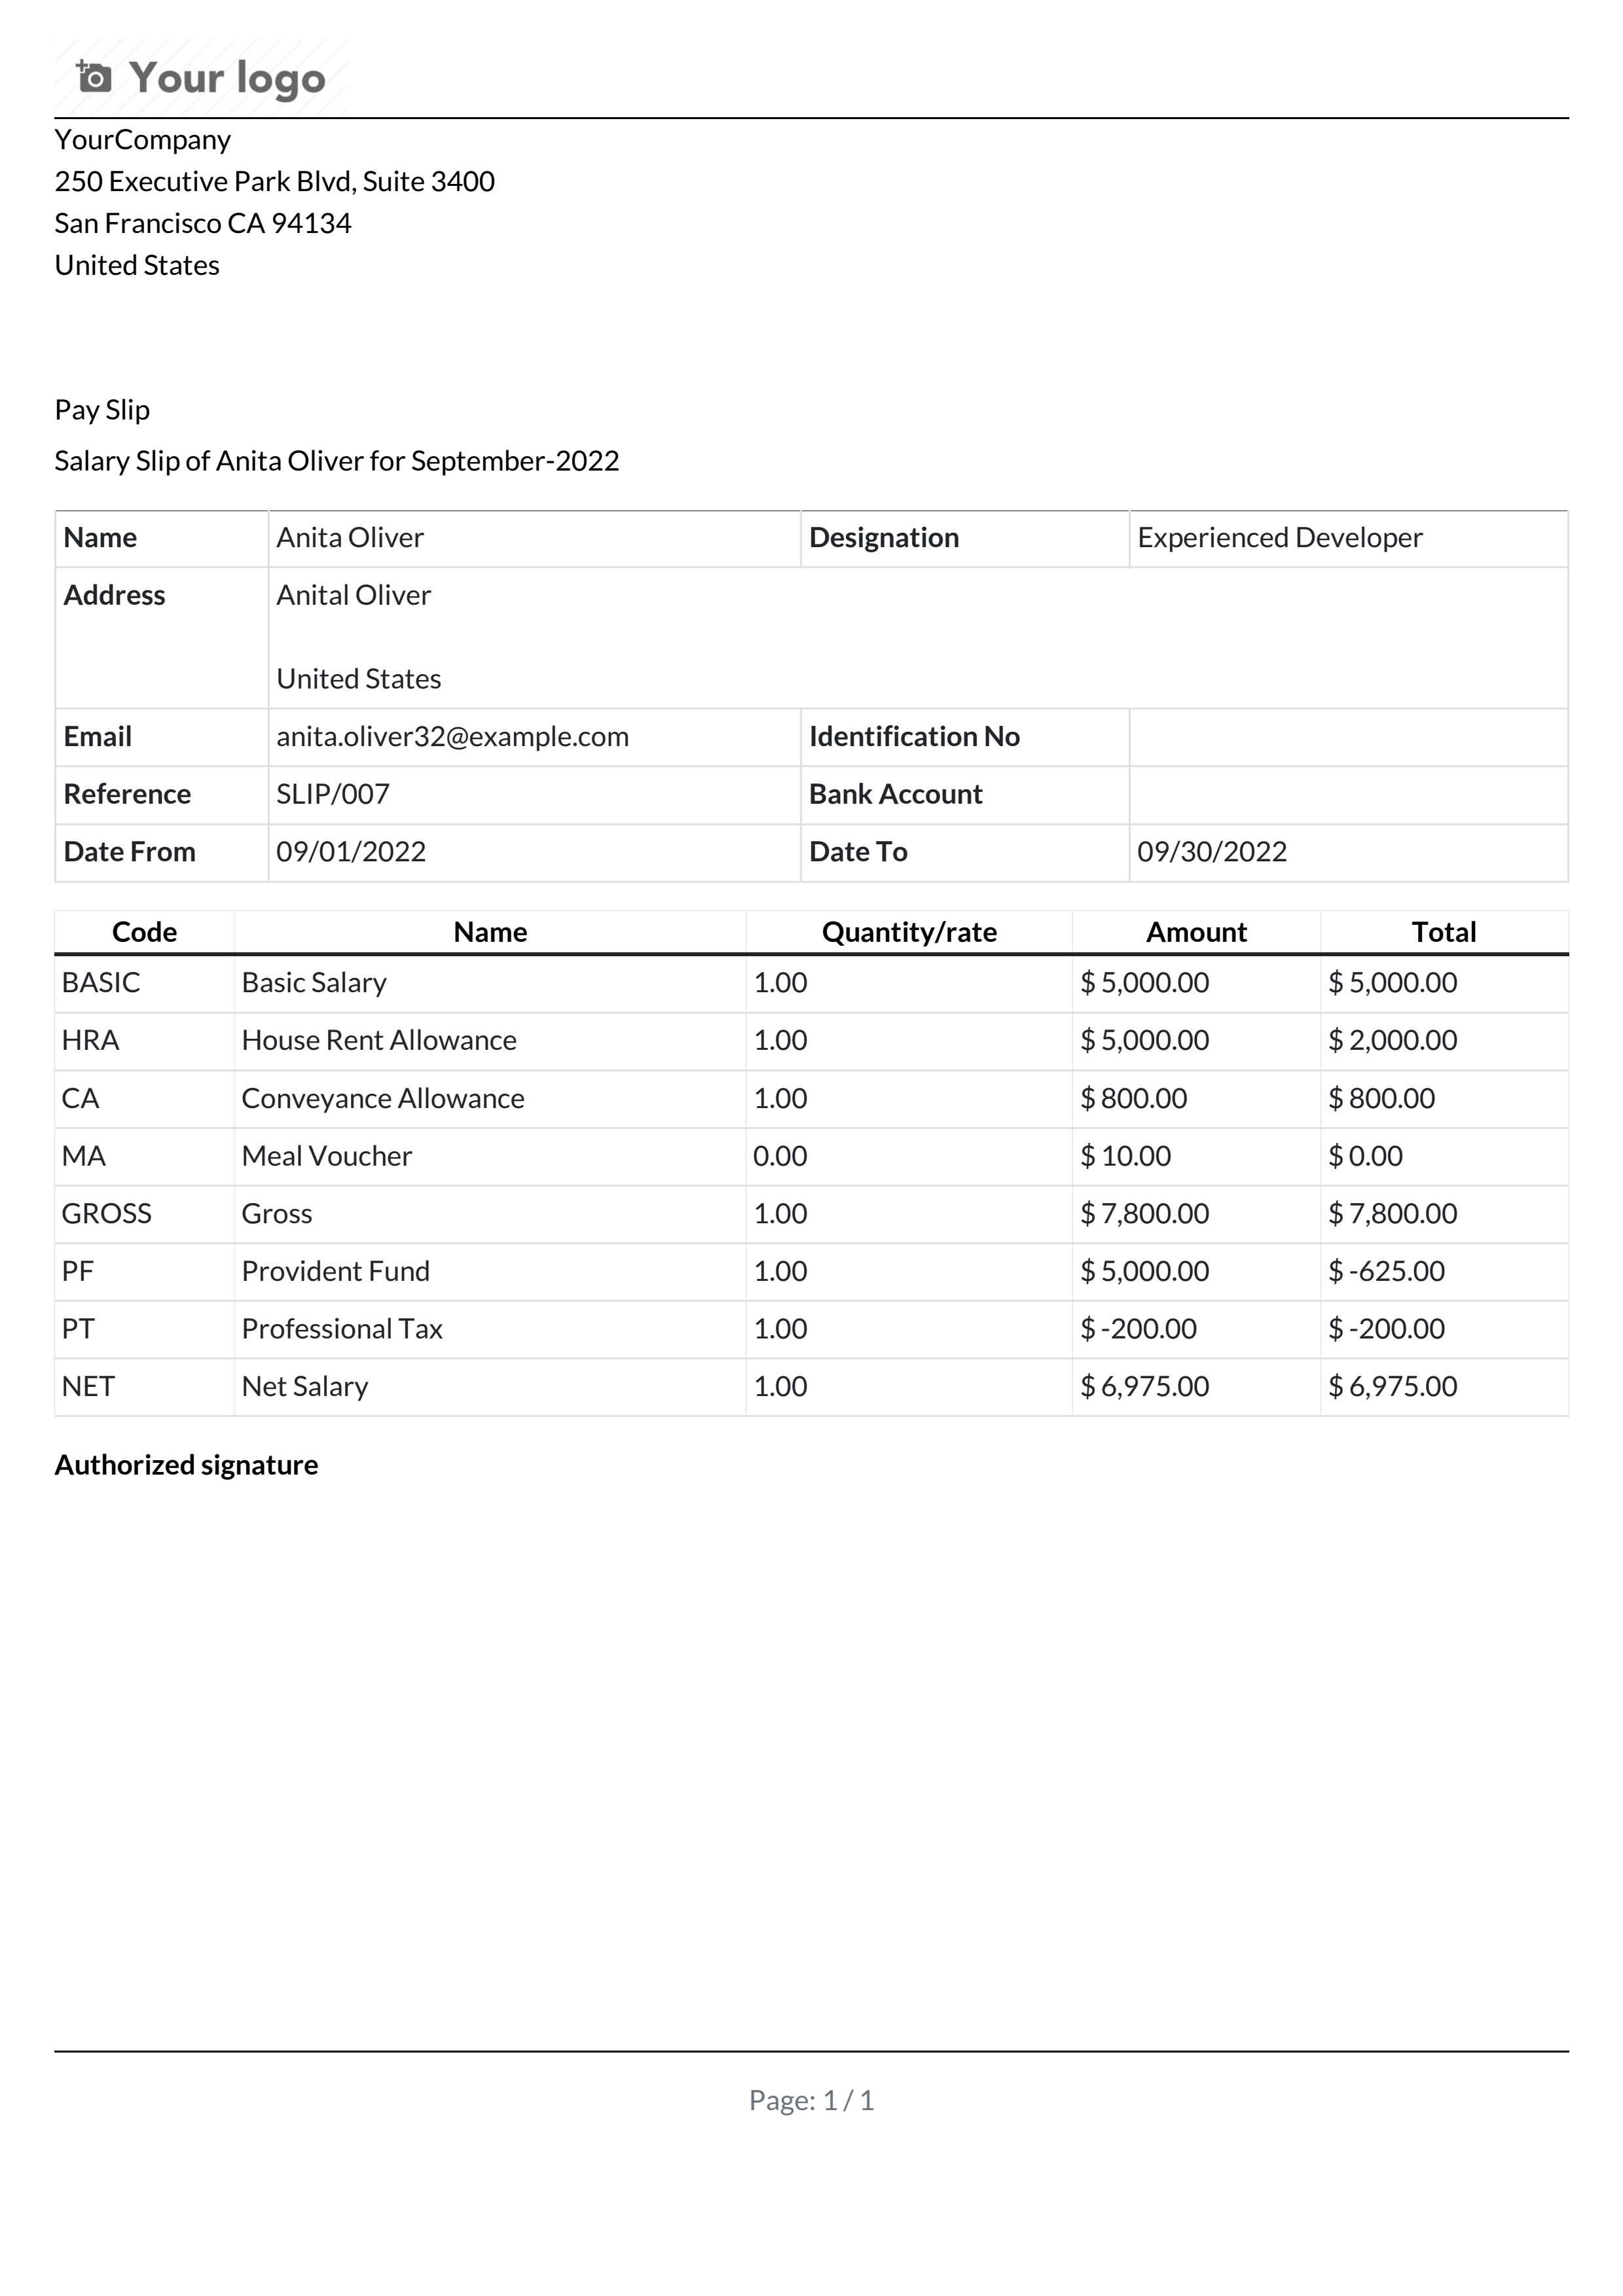 Your logo
YourCompany
250 Executive Park Blvd, Suite 3400
San Francisco CA 94134
United States
Pay Slip
Salary Slip of Anita Oliver for September-2022
Name Anita Oliver Designation Experienced Developer
Address Anital Oliver
United States
Email anita.oliver32@example.com Identification No
Reference SLIP/007 Bank Account
Date From 09/01/2022 Date To 09/30/2022
Code Name Quantity/rate Amount Total
BASIC Basic Salary 1.00 $ 5,000.00 $ 5,000.00
HRA House Rent Allowance 1.00 $ 5,000.00 $ 2,000.00
CA Conveyance Allowance 1.00 $ 800.00 $ 800.00
MA Meal Voucher 0.00 $ 10.00 $ 0.00
GROSS Gross 1.00 $ 7,800.00 $ 7,800.00
PF Provident Fund 1.00 $ 5,000.00 $ -625.00
PT Professional Tax 1.00 $ -200.00 $ -200.00
NET Net Salary 1.00 $ 6,975.00 $ 6,975.00
Authorized signature
Page: 1 / 1